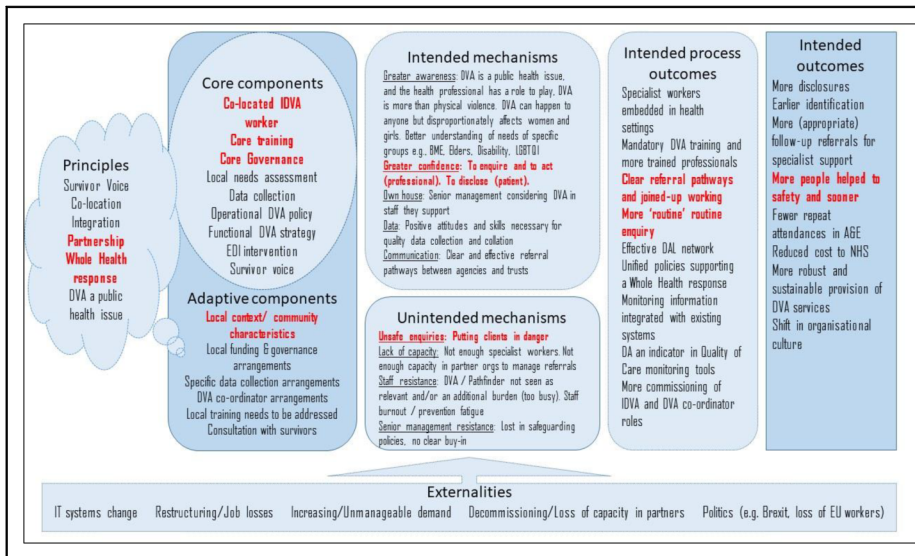 Principles
Survivor Voice
Co-location
Integration
Partnership
Whole Health
response
DVA a public
health issue
Core components
Co-located IDVA
worker
Core training
Core Governance
Local needs assessment
Data collection
Operational DVA policy
Functional DVA strategy
EDI intervention
Survivor voice
Adaptive components
Local context/ community
characteristics
Local funding & governance
arrangements
Specific data collection arrangements
DVA co-ordinator arrangements
Local training needs to be addressed
Consultation with survivors
Intended mechanisms
Greater awareness: DVA is a public health issue,
and the health professional has a role to play. DVA
is more than physical violence. DVA can happen to
anyone but disproportionately affects women and
girls. Better understanding of needs of specific
groups e.g., BME, Elders, Disability, LGBTQI
Greater confidence: To enquire and to act
(professional). To disclose (patient).
Own house: Senior management considering DVA in
staff they support
Data: Positive attitudes and skills necessary for
quality data collection and collation
Communication: Clear and effective referral
pathways between agencies and trusts
Unintended mechanisms
Unsafe enquiries: Putting clients in danger
Lack of capacity: Not enough specialist workers. Not
enough capacity in partner orgs to manage referrals
Staff resistance: DVA / Pathfinder not seen as
relevant and/or an additional burden (too busy). Staff
burnout / prevention fatigue
Senior management resistance: Lost in safeguarding
policies, no clear buy-in
Intended process
outcomes
Specialist workers
embedded in health
settings
Mandatory DVA training and
more trained professionals
Clear referral pathways
and joined-up working
More 'routine' routine
enquiry
Effective DAL network
Unified policies supporting
a Whole Health response
Monitoring information
integrated with existing
systems
DA an indicator in Quality of
Care monitoring tools
More commissioning of
IDVA and DVA co-ordinator
roles
Intended
outcomes
More disclosures
Earlier identification
More (appropriate)
follow-up referrals for
specialist support
More people helped to
safety and sooner
Fewer repeat
attendances in A&E
Reduced cost to NHS
More robust and
sustainable provision of
DVA services
Shift in organisational
culture
Externalities
IT systems change Restructuring/Job losses Increasing/Unmanageable demand Decommissioning/Loss of capacity in partners Politics (e.g. Brexit, loss of EU workers)